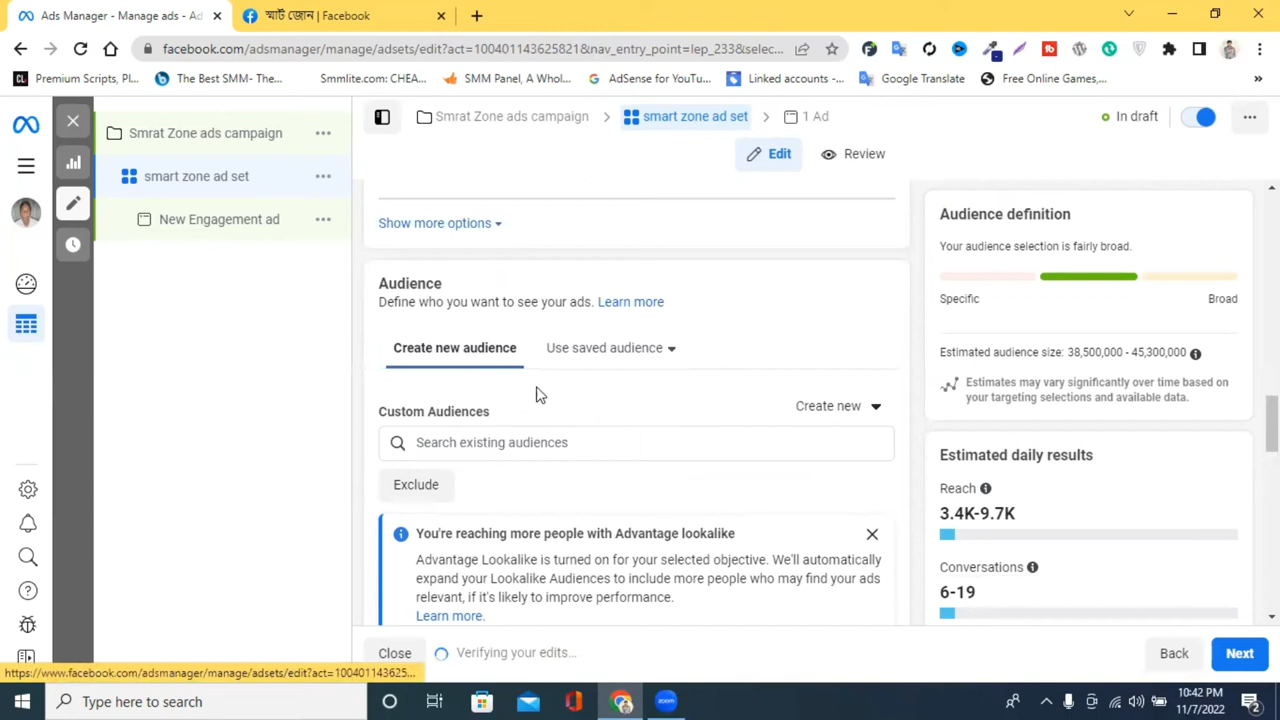 Ads Manager - Manage ads - Ad
স্মার্ট জোন | Facebook
facebook.com/adsmanager/manage/adsets/edit?act=100401143625821&nav_entry_point=lep_233&selec...
Premium Scripts, Pl...
The Best SMM- The...
Smmlite.com: CHEA...
SMM Panel, A Whol...
AdSense for YouTu...
Linked accounts -...
Google Translate
Free Online Games,...
Smrat Zone ads campaign
smart zone ad set
New Engagement ad
Smrat Zone ads campaign > smart zone ad set > 1 Ad
In draft
Edit
Review
Show more options
Audience
Define who you want to see your ads. Learn more
Create new audience
Use saved audience
Custom Audiences
Create new
Search existing audiences
Exclude
You're reaching more people with Advantage lookalike
Advantage Lookalike is turned on for your selected objective. We'll automatically
expand your Lookalike Audiences to include more people who may find your ads
relevant, if it's likely to improve performance.
Learn more.
Audience definition
Your audience selection is fairly broad.
Specific
Broad
Estimated audience size: 38,500,000 - 45,300,000
Estimates may vary significantly over time based on
your targeting selections and available data.
Estimated daily results
Reach
3.4K-9.7K
Conversations
6-19
Close
Verifying your edits...
Back
Next
https://www.facebook.com/adsmanager/manage/adsets/edit?act=100401143625...
Type here to search
zoom
10:42 PM
11/7/2022
2